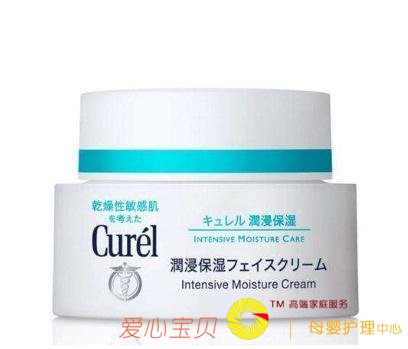 乾燥性敏感肌
を考えた
Curél
キュレル 潤浸保湿
INTENSIVE MOISTURE CARE
潤浸保湿フェイスクリーム
Intensive Moisture Cream
TM 高端家庭服务
爱心宝贝
母婴护理中心